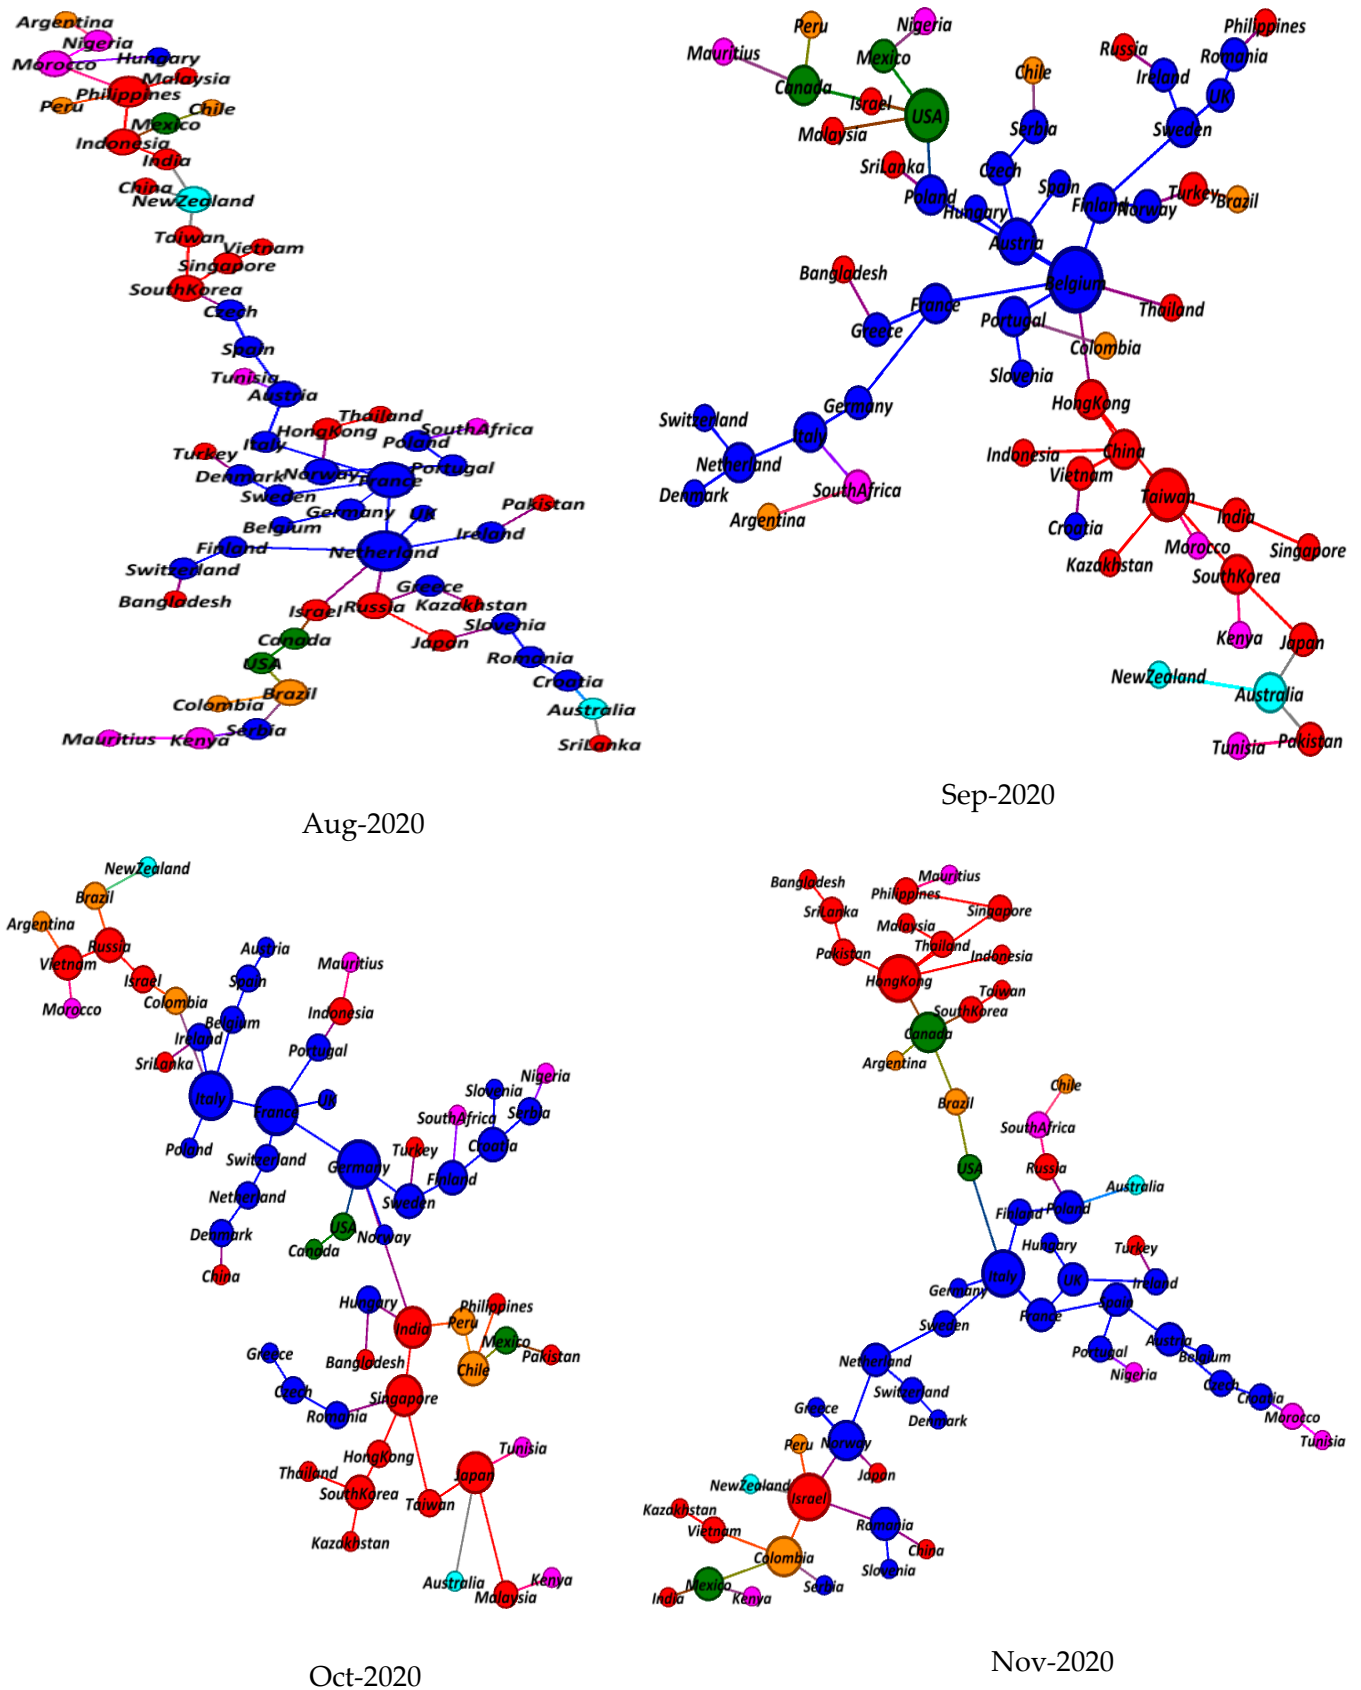 Argentina
Nigeria
Morocco
Hungary
Malaysia
Philippines
Peru
Chile
Mexico
Indonesia
India
China
NewZealand
Taiwan
Vietnam
Singapore
SouthKorea
Czech
Spain
Tunisia
Austria
Thailand
HongKong
SouthAfrica
Italy
Poland
Turkey
Portugal
Denmark
Norway
France
Sweden
Pakistan
Germany
UK
Belgium
Ireland
Finland
Netherland
Switzerland
Greece
Bangladesh
Kazakhstan
Israel
Russia
Slovenia
Canada
Japan
Romania
USA
Croatia
Brazil
Colombia
Australia
Serbia
Mauritius
Kenya
SriLanka
Aug-2020
Peru
Nigeria
Philippines
Mauritius
Russia
Mexico
Romania
Chile
Ireland
Canada
Israel
UK
USA
Malaysia
Serbia
Sweden
SriLanka
Czech
Spain
Poland
Turkey
Hungary
Finland
Norway
Brazil
Austria
Bangladesh
Belgium
France
Thailand
Portugal
Greece
Colombia
Slovenia
HongKong
Germany
Switzerland
Italy
China
Indonesia
Netherland
Vietnam
SouthAfrica
Denmark
Taiwan
Argentina
India
Croatia
Morocco
Singapore
Kazakhstan
SouthKorea
Kenya
Japan
NewZealand
Australia
Tunisia
Pakistan
Sep-2020
NewZealand
Brazil
Argentina
Russia
Austria
Vietnam
Mauritius
Israel
Spain
Colombia
Morocco
Indonesia
Belgium
Ireland
Portugal
SriLanka
Nigeria
Slovenia
Italy
France
UK
Serbia
SouthAfrica
Croatia
Poland
Turkey
Switzerland
Germany
Finland
Netherland
Sweden
USA
Denmark
Norway
Canada
China
Hungary
Philippines
Peru
India
Mexico
Greece
Bangladesh
Chile
Pakistan
Czech
Singapore
Romania
HongKong
Tunisia
Thailand
Japan
SouthKorea
Taiwan
Kazakhstan
Australia
Kenya
Malaysia
Oct-2020
Mauritius
Bangladesh
Philippines
SriLanka
Singapore
Malaysia
Thailand
Pakistan
Indonesia
HongKong
Taiwan
SouthKorea
Canada
Argentina
Chile
Brazil
SouthAfrica
USA
Russia
Australia
Finland
Poland
Hungary
Turkey
Italy
UK
Ireland
Germany
Spain
France
Sweden
Austria
Portugal
Belgium
Netherland
Nigeria
Czech
Switzerland
Croatia
Greece
Denmark
Morocco
Peru
Norway
Tunisia
Japan
NewZealand
Israel
Kazakhstan
Romania
Vietnam
China
Colombia
Slovenia
Mexico
Serbia
India
Kenya
Nov-2020